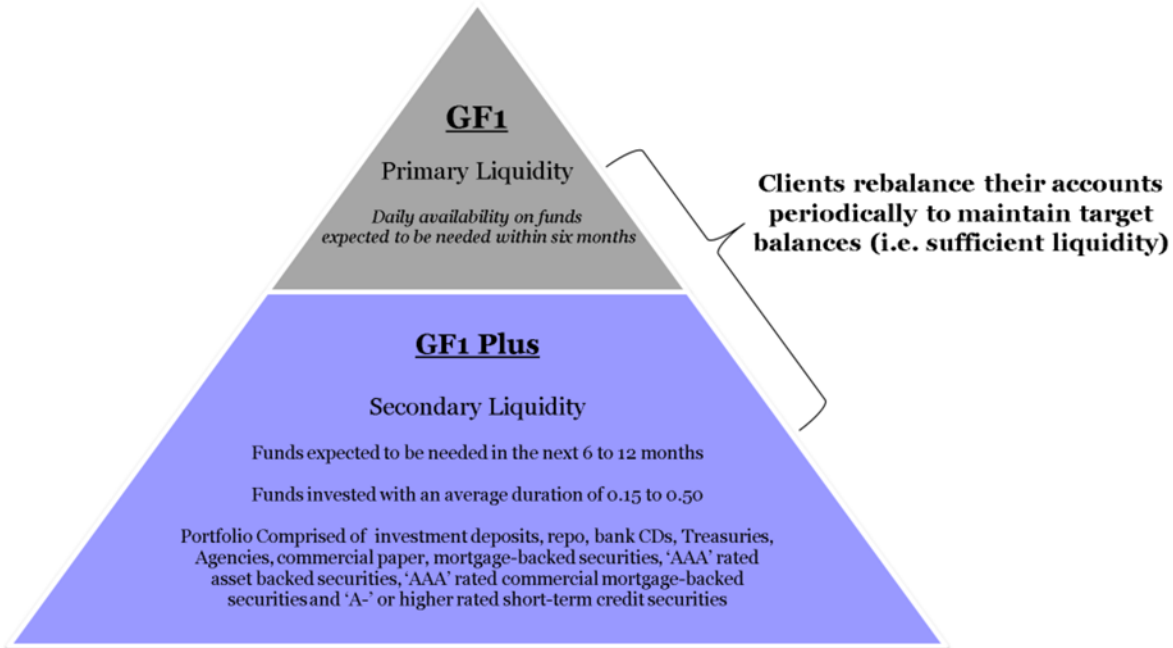 GF1
Primary Liquidity
Daily availability on funds
expected to be needed within six months
Clients rebalance their accounts
periodically to maintain target
balances (i.e. sufficient liquidity)
GF1 Plus
Secondary Liquidity
Funds expected to be needed in the next 6 to 12 months
Funds invested with an average duration of 0.15 to 0.50
Portfolio Comprised of investment deposits, repo, bank CDs, Treasuries,
Agencies, commercial paper, mortgage-backed securities, ‘AAA’ rated
asset backed securities, ‘AAA’ rated commercial mortgage-backed
securities and ‘A-’ or higher rated short-term credit securities